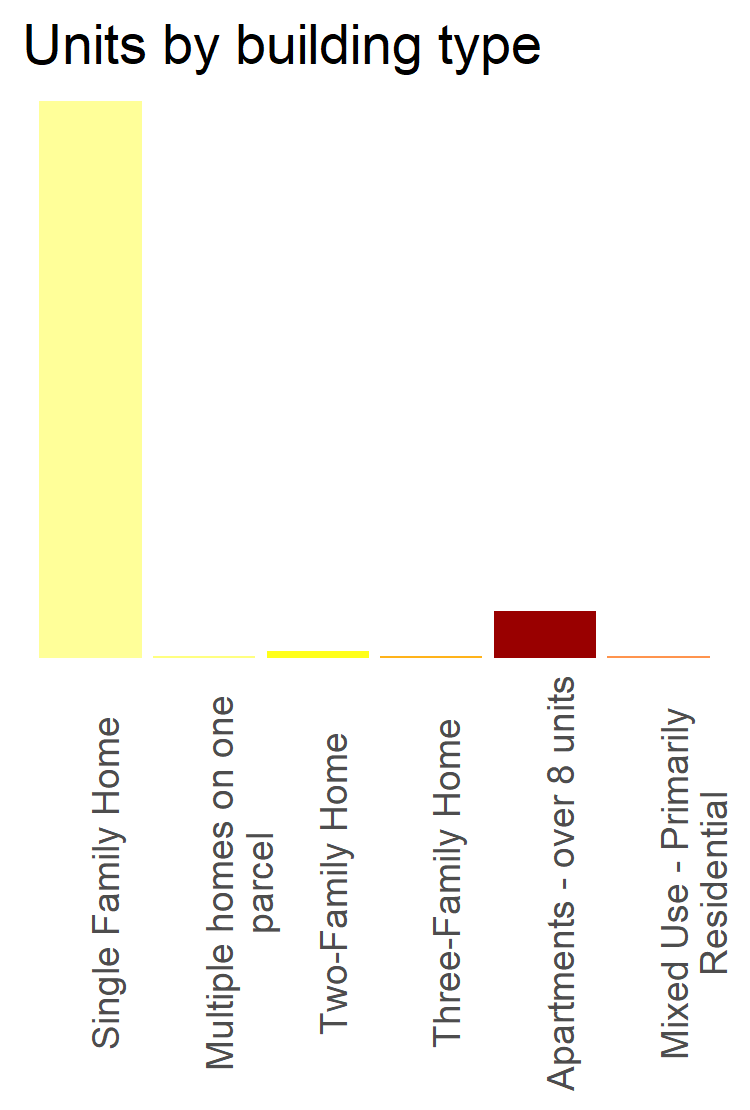 Units by building type
Single Family Home
Multiple homes on one
parcel
Two-Family Home
Three-Family Home
Apartments - over 8 units
Mixed Use - Primarily
Residential